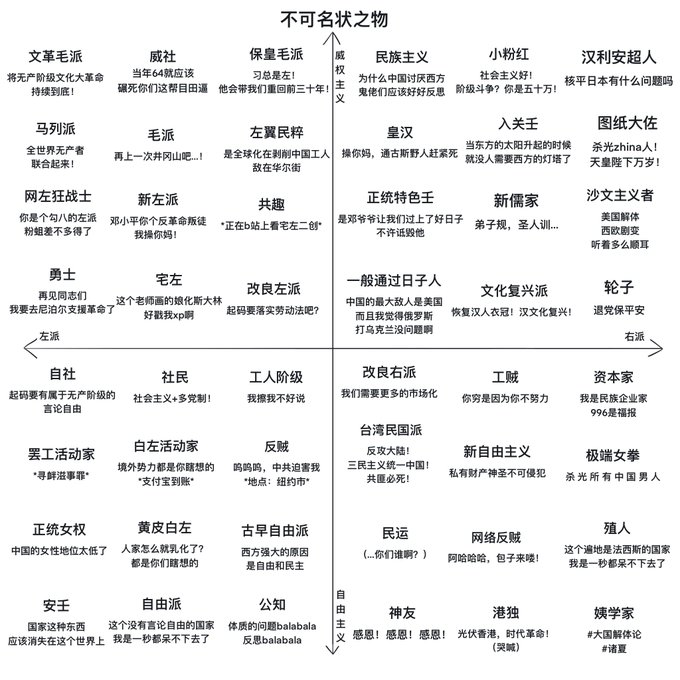 不可名状之物
威权主义
文革毛派
将无产阶级文化大革命
持续到底！
威社
当年64就应该
碾死你们这帮目田逼
保皇毛派
习总是左！
他会带我们重回前三十年！
民族主义
为什么中国讨厌西方
鬼佬们应该好好反思
小粉红
社会主义好！
阶级斗争？你是五十万！
汉利安超人
核平日本有什么问题吗
马列派
全世界无产者
联合起来！
毛派
再上一次井冈山吧...！
左翼民粹
是全球化在剥削中国工人
敌在华尔街
皇汉
操你妈，通古斯野人赶紧死
入关壬
当东方的太阳升起的时候
就没人需要西方的灯塔了
图纸大佐
杀光zhina人！
天皇陛下万岁！
网左狂战士
你是个勾八的左派
粉蛆差不多得了
新左派
邓小平你个反革命叛徒
我操你妈！
共趣
*正在b站上看宅左二创*
正统特色壬
是邓爷爷让我们过上了好日子
不许诋毁他
新儒家
弟子规，圣人训...
沙文主义者
美国解体
西欧剧变
听着多么顺耳
勇士
再见同志们
我要去尼泊尔支援革命了
宅左
这个老师画的娘化斯大林
好戳我xp啊
改良左派
起码要落实劳动法吧？
一般通过日子人
中国的最大敌人是美国
而且我觉得俄罗斯
打乌克兰没问题啊
文化复兴派
恢复汉人衣冠！汉文化复兴！
轮子
退党保平安
左派
右派
自社
起码要有属于无产阶级的
言论自由
社民
社会主义+多党制！
工人阶级
我擦我不好说
改良右派
我们需要更多的市场化
工贼
你穷是因为你不努力
资本家
我是民族企业家
996是福报
罢工活动家
*寻衅滋事罪*
白左活动家
境外势力都是你瞎想的
*支付宝到账*
反贼
呜呜呜，中共迫害我
*地点：纽约市*
台湾民国派
反攻大陆！
三民主义统一中国！
共匪必死！
新自由主义
私有财产神圣不可侵犯
极端女拳
杀光所有中国男人
正统女权
中国的女性地位太低了
黄皮白左
人家怎么就乳化了？
都是你们瞎想的
古早自由派
西方强大的原因
是自由和民主
民运
（...你们谁啊？）
网络反贼
阿哈哈哈，包子来喽！
殖人
这个遍地是法西斯的国家
我是一秒都呆不下去了
安壬
国家这种东西
应该消失在这个世界上
自由派
这个没有言论自由的国家
我是一秒都呆不下去了
公知
体质的问题balabala
反思balabala
自由主义
神友
感恩！感恩！感恩！
港独
光伏香港，时代革命！
（哭喊）
姨学家
#大国解体论
#诸夏